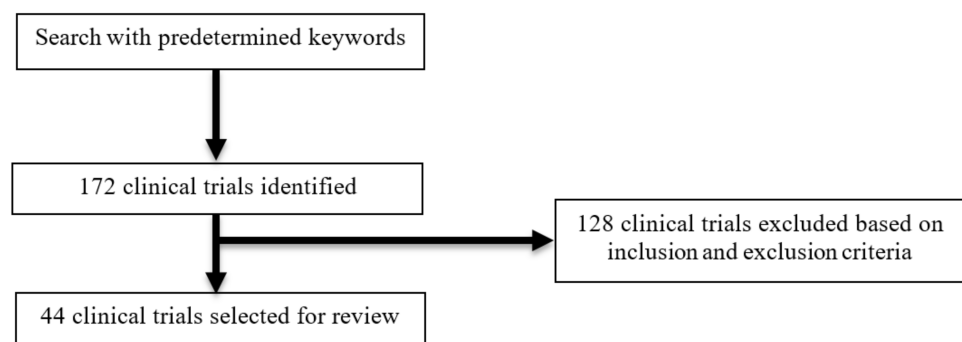 Search with predetermined keywords
172 clinical trials identified
128 clinical trials excluded based on
inclusion and exclusion criteria
44 clinical trials selected for review